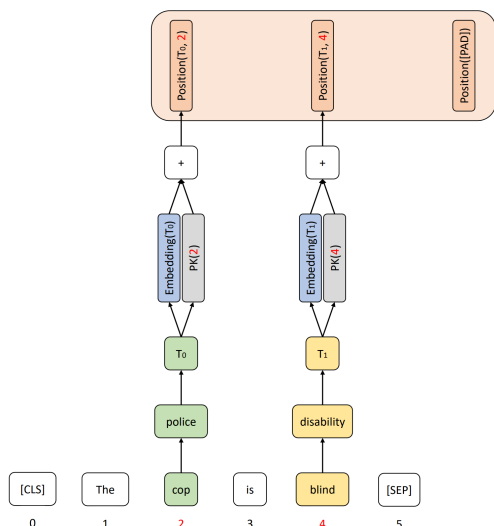 Position(T₀, 2) Position(T₁, 4) Position([PAD])
+ +
Embedding(T₀) PK(2) Embedding(T₁) PK(4)
T₀ T₁
police disability
[CLS] The cop is blind [SEP]
0 1 2 3 4 5